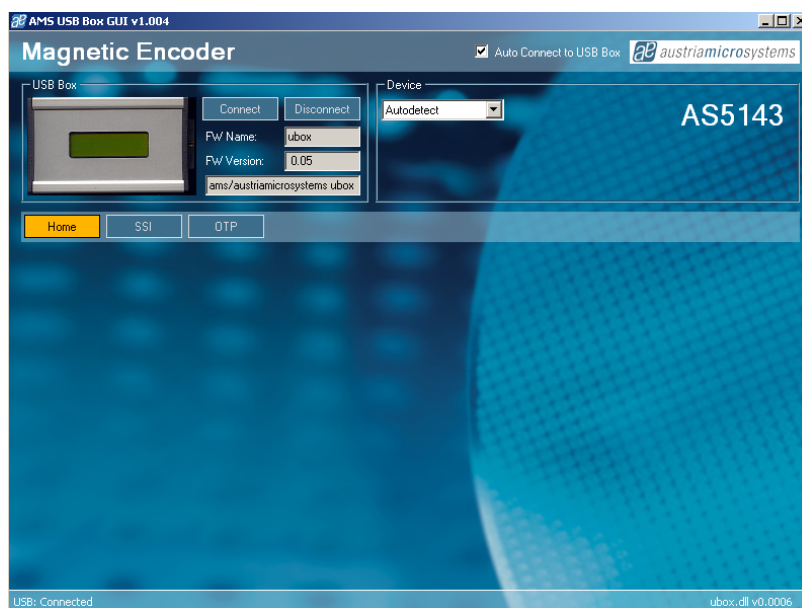 AMS USB Box GUI v1.004
Magnetic Encoder
Auto Connect to USB Box
austriamicrosystems
USB Box
Connect
Disconnect
FW Name:
ubox
FW Version:
0.05
ams/austriamicrosystems ubox
Device
Autodetect
AS5143
Home
SSI
OTP
USB: Connected
ubox.dll v0.0006